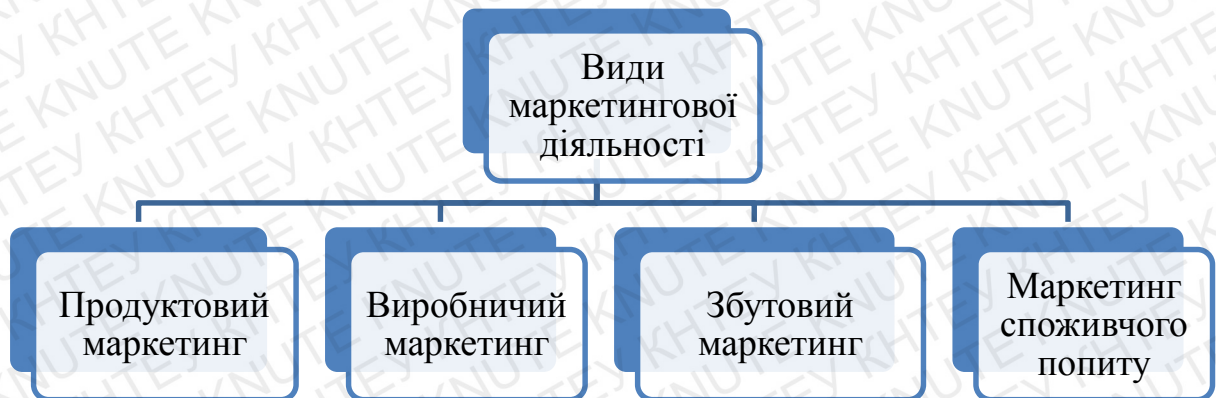 Види
маркетингової
діяльності
Продуктовий
маркетинг
Виробничий
маркетинг
Збутовий
маркетинг
Маркетинг
споживчого
попиту